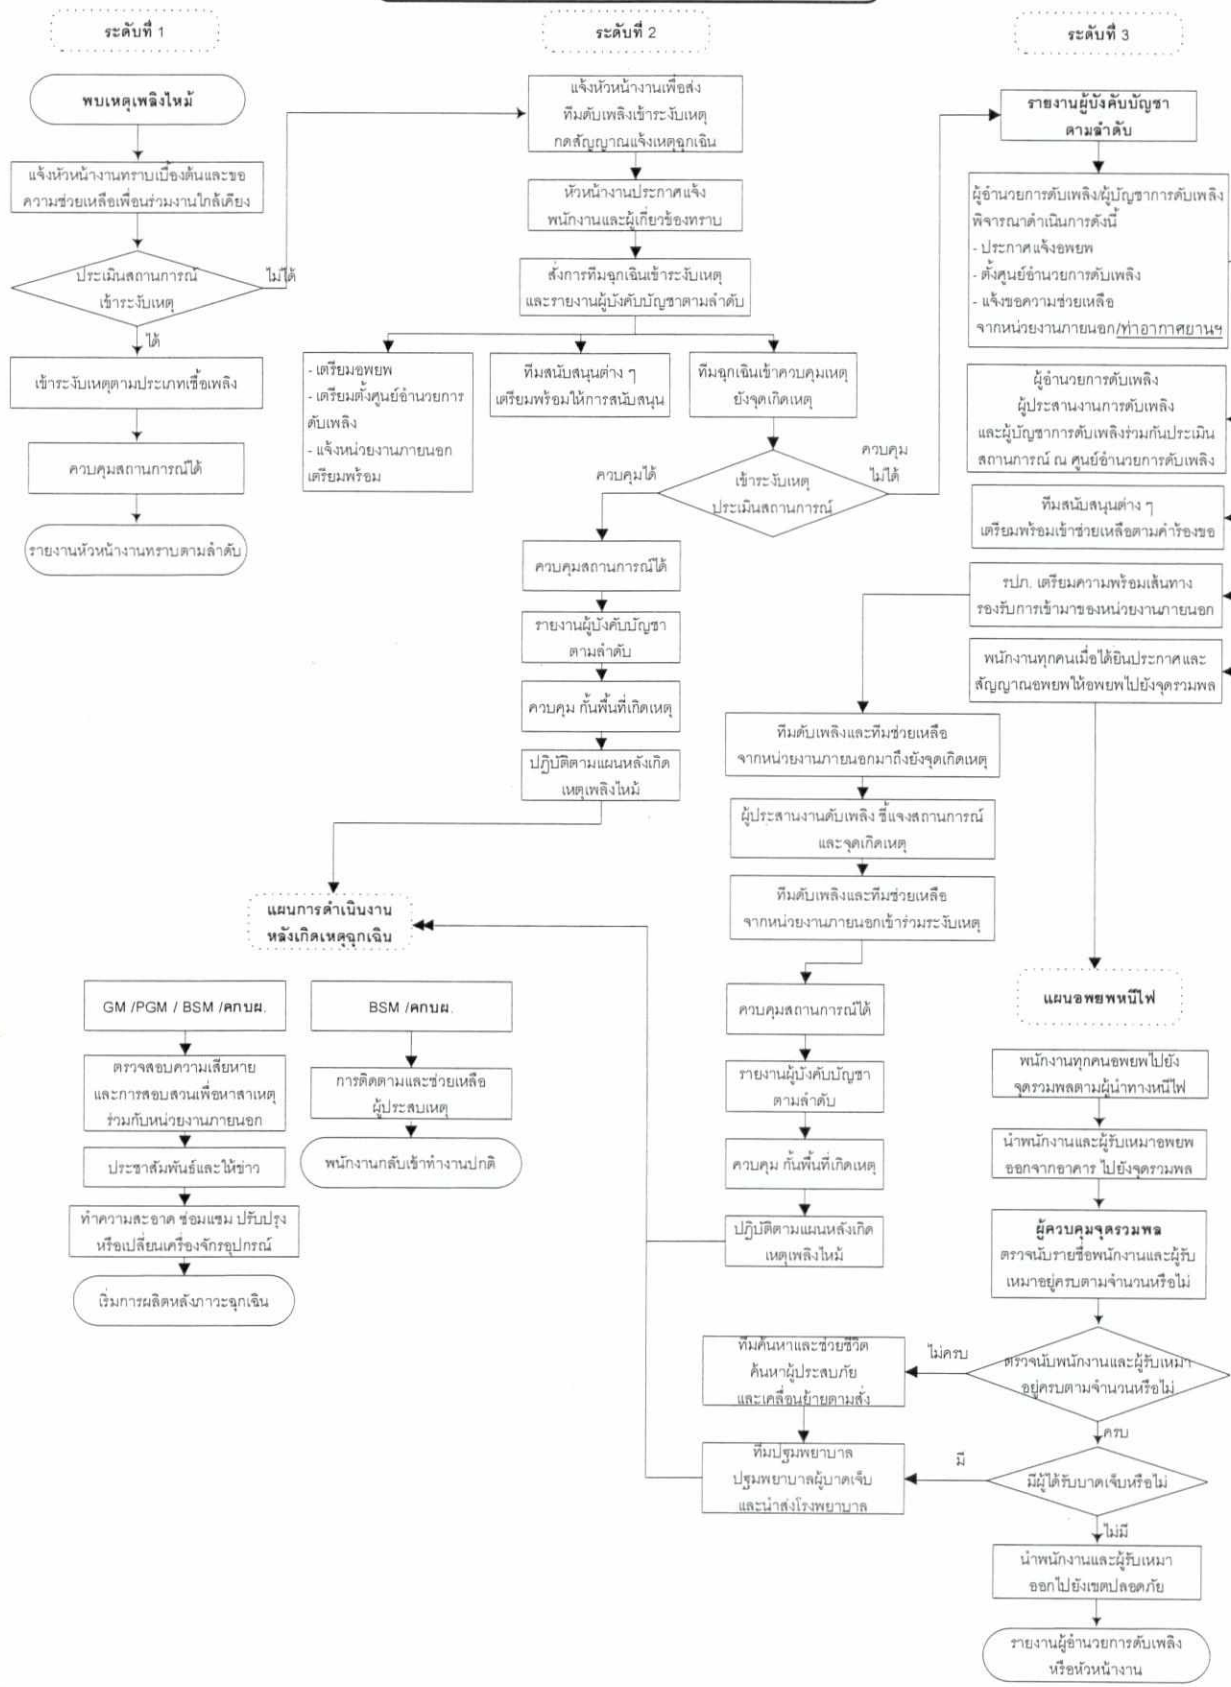 ระดับที่ 1
พบเหตุเพลิงไหม้
แจ้งหัวหน้างานทราบเบื้องต้นและขอ
ความช่วยเหลือเพื่อนร่วมงานใกล้เคียง
ประเมินสถานการณ์
เข้าระงับเหตุ
ไม่ได้
ได้
เข้าระงับเหตุตามประเภทเชื้อเพลิง
ควบคุมสถานการณ์ได้
รายงานหัวหน้างานทราบตามลำดับ
ระดับที่ 2
แจ้งหัวหน้างานเพื่อส่ง
ทีมดับเพลิงเข้าระงับเหตุ
กดสัญญาณแจ้งเหตุฉุกเฉิน
หัวหน้างานประกาศแจ้ง
พนักงานและผู้เกี่ยวข้องทราบ
สั่งการทีมฉุกเฉินเข้าระงับเหตุ
และรายงานผู้บังคับบัญชาตามลำดับ
- เตรียมอพยพ
- เตรียมตั้งศูนย์อำนวยการ
ดับเพลิง
- แจ้งหน่วยงานภายนอก
เตรียมพร้อม
ทีมสนับสนุนต่าง ๆ
เตรียมพร้อมให้การสนับสนุน
ทีมฉุกเฉินเข้าควบคุมเหตุ
ยังจุดเกิดเหตุ
ควบคุมได้
เข้าระงับเหตุ
ประเมินสถานการณ์
ควบคุม
ไม่ได้
ควบคุมสถานการณ์ได้
รายงานผู้บังคับบัญชา
ตามลำดับ
ควบคุม กั้นพื้นที่เกิดเหตุ
ปฏิบัติตามแผนหลังเกิด
เหตุเพลิงไหม้
ระดับที่ 3
รายงานผู้บังคับบัญชา
ตามลำดับ
ผู้อำนวยการดับเพลิง/ผู้บัญชาการดับเพลิง
พิจารณาดำเนินการดังนี้
- ประกาศแจ้งอพยพ
- ตั้งศูนย์อำนวยการดับเพลิง
- แจ้งขอความช่วยเหลือ
จากหน่วยงานภายนอก/ท่าอากาศยานฯ
ผู้อำนวยการดับเพลิง
ผู้ประสานงานการดับเพลิง
และผู้บัญชาการดับเพลิงร่วมกันประเมิน
สถานการณ์ ณ ศูนย์อำนวยการดับเพลิง
ทีมสนับสนุนต่าง ๆ
เตรียมพร้อมเข้าช่วยเหลือตามคำร้องขอ
รปภ. เตรียมความพร้อมเส้นทาง
รองรับการเข้ามาของหน่วยงานภายนอก
พนักงานทุกคนเมื่อได้ยินประกาศและ
สัญญาณอพยพให้อพยพไปยังจุดรวมพล
ทีมดับเพลิงและทีมช่วยเหลือ
จากหน่วยงานภายนอกมาถึงยังจุดเกิดเหตุ
ผู้ประสานงานดับเพลิง ชี้แจงสถานการณ์
และจุดเกิดเหตุ
ทีมดับเพลิงและทีมช่วยเหลือ
จากหน่วยงานภายนอกเข้าร่วมระงับเหตุ
ควบคุมสถานการณ์ได้
รายงานผู้บังคับบัญชา
ตามลำดับ
ควบคุม กั้นพื้นที่เกิดเหตุ
ปฏิบัติตามแผนหลังเกิด
เหตุเพลิงไหม้
แผนการดำเนินงาน
หลังเกิดเหตุฉุกเฉิน
GM /PGM / BSM /คกบผ.
ตรวจสอบความเสียหาย
และการสอบสวนเพื่อหาสาเหตุ
ร่วมกับหน่วยงานภายนอก
ประชาสัมพันธ์และให้ข่าว
ทำความสะอาด ซ่อมแซม ปรับปรุง
หรือเปลี่ยนเครื่องจักรอุปกรณ์
เริ่มการผลิตหลังภาวะฉุกเฉิน
BSM /คกบผ.
การติดตามและช่วยเหลือ
ผู้ประสบเหตุ
พนักงานกลับเข้าทำงานปกติ
แผนอพยพหนีไฟ
พนักงานทุกคนอพยพไปยัง
จุดรวมพลตามผู้นำทางหนีไฟ
นำพนักงานและผู้รับเหมาอพยพ
ออกจากอาคาร ไปยังจุดรวมพล
ผู้ควบคุมจุดรวมพล
ตรวจนับรายชื่อพนักงานและผู้รับ
เหมาอยู่ครบตามจำนวนหรือไม่
ตรวจนับพนักงานและผู้รับเหมา
อยู่ครบตามจำนวนหรือไม่
ไม่ครบ
ทีมค้นหาและช่วยชีวิต
ค้นหาผู้ประสบภัย
และเคลื่อนย้ายตามสั่ง
ครบ
มีผู้ได้รับบาดเจ็บหรือไม่
มี
ทีมปฐมพยาบาล
ปฐมพยาบาลผู้บาดเจ็บ
และนำส่งโรงพยาบาล
ไม่มี
นำพนักงานและผู้รับเหมา
ออกไปยังเขตปลอดภัย
รายงานผู้อำนวยการดับเพลิง
หรือหัวหน้างาน